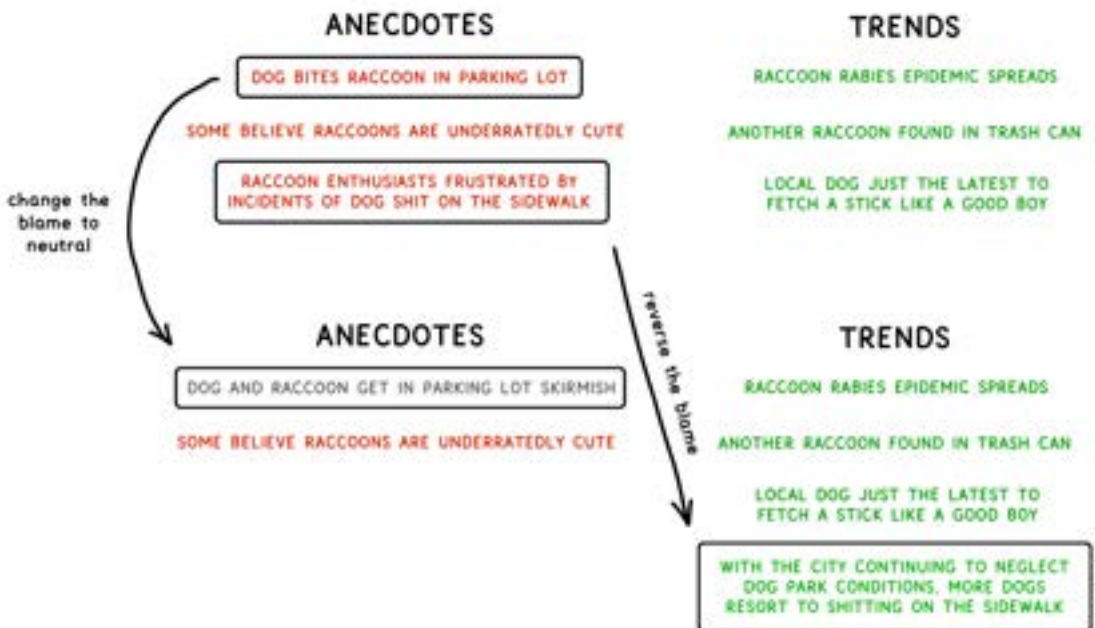 ANECDOTES
DOG BITES RACCOON IN PARKING LOT
SOME BELIEVE RACCOONS ARE UNDERRATEDLY CUTE
RACCOON ENTHUSIASTS FRUSTRATED BY
INCIDENTS OF DOG SHIT ON THE SIDEWALK
TRENDS
RACCOON RABIES EPIDEMIC SPREADS
ANOTHER RACCOON FOUND IN TRASH CAN
LOCAL DOG JUST THE LATEST TO
FETCH A STICK LIKE A GOOD BOY
change the
blame to
neutral
reverse the blame
ANECDOTES
DOG AND RACCOON GET IN PARKING LOT SKIRMISH
SOME BELIEVE RACCOONS ARE UNDERRATEDLY CUTE
TRENDS
RACCOON RABIES EPIDEMIC SPREADS
ANOTHER RACCOON FOUND IN TRASH CAN
LOCAL DOG JUST THE LATEST TO
FETCH A STICK LIKE A GOOD BOY
WITH THE CITY CONTINUING TO NEGLECT
DOG PARK CONDITIONS, MORE DOGS
RESORT TO SHITTING ON THE SIDEWALK